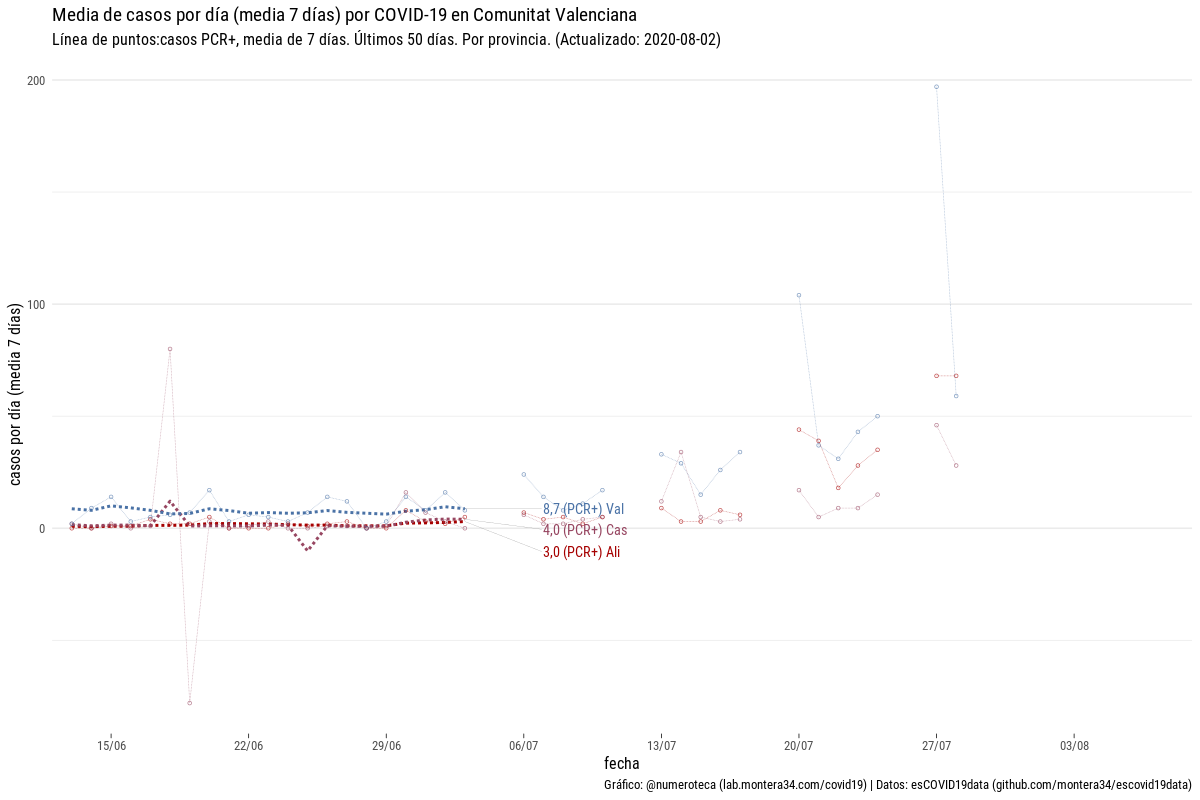 Media de casos por día (media 7 días) por COVID-19 en Comunitat Valenciana
Línea de puntos:casos PCR+, media de 7 días. Últimos 50 días. Por provincia. (Actualizado: 2020-08-02)
casos por día (media 7 días)
200
100
0
8,7 (PCR+) Val
4,0 (PCR+) Cas
3,0 (PCR+) Ali
15/06
22/06
29/06
06/07
13/07
20/07
27/07
03/08
fecha
Gráfico: @numeroteca (lab.montera34.com/covid19) | Datos: esCOVID19data (github.com/montera34/escovid19data)